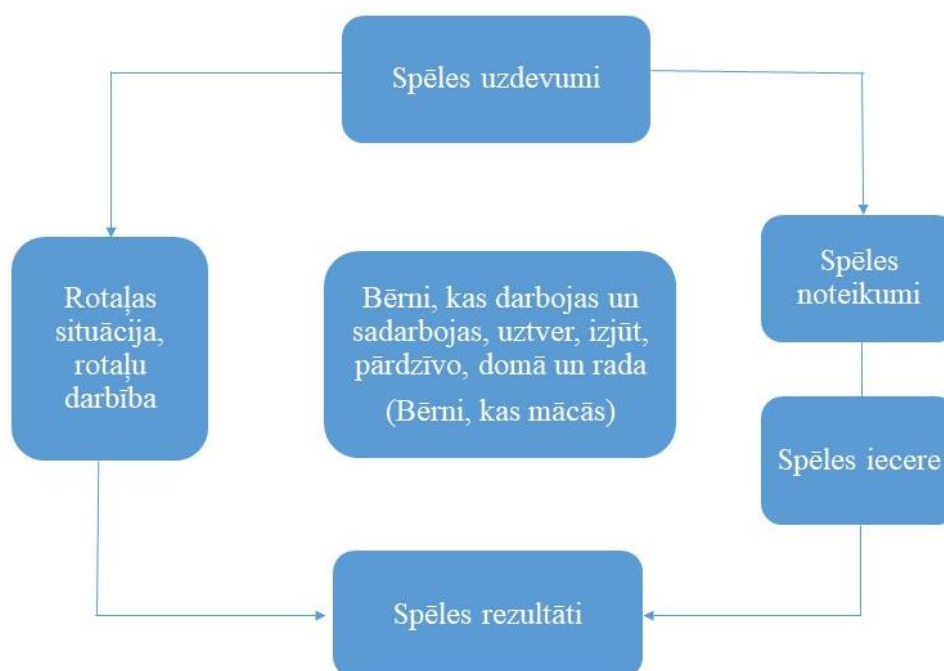 Spēles uzdevumi
Rotaļas
situācija,
rotaļu
darbība
Bērni, kas darbojas un
sadarbojas, uztver, izjūt,
pārdzīvo, domā un rada
(Bērni, kas mācās)
Spēles
noteikumi
Spēles iecere
Spēles rezultāti